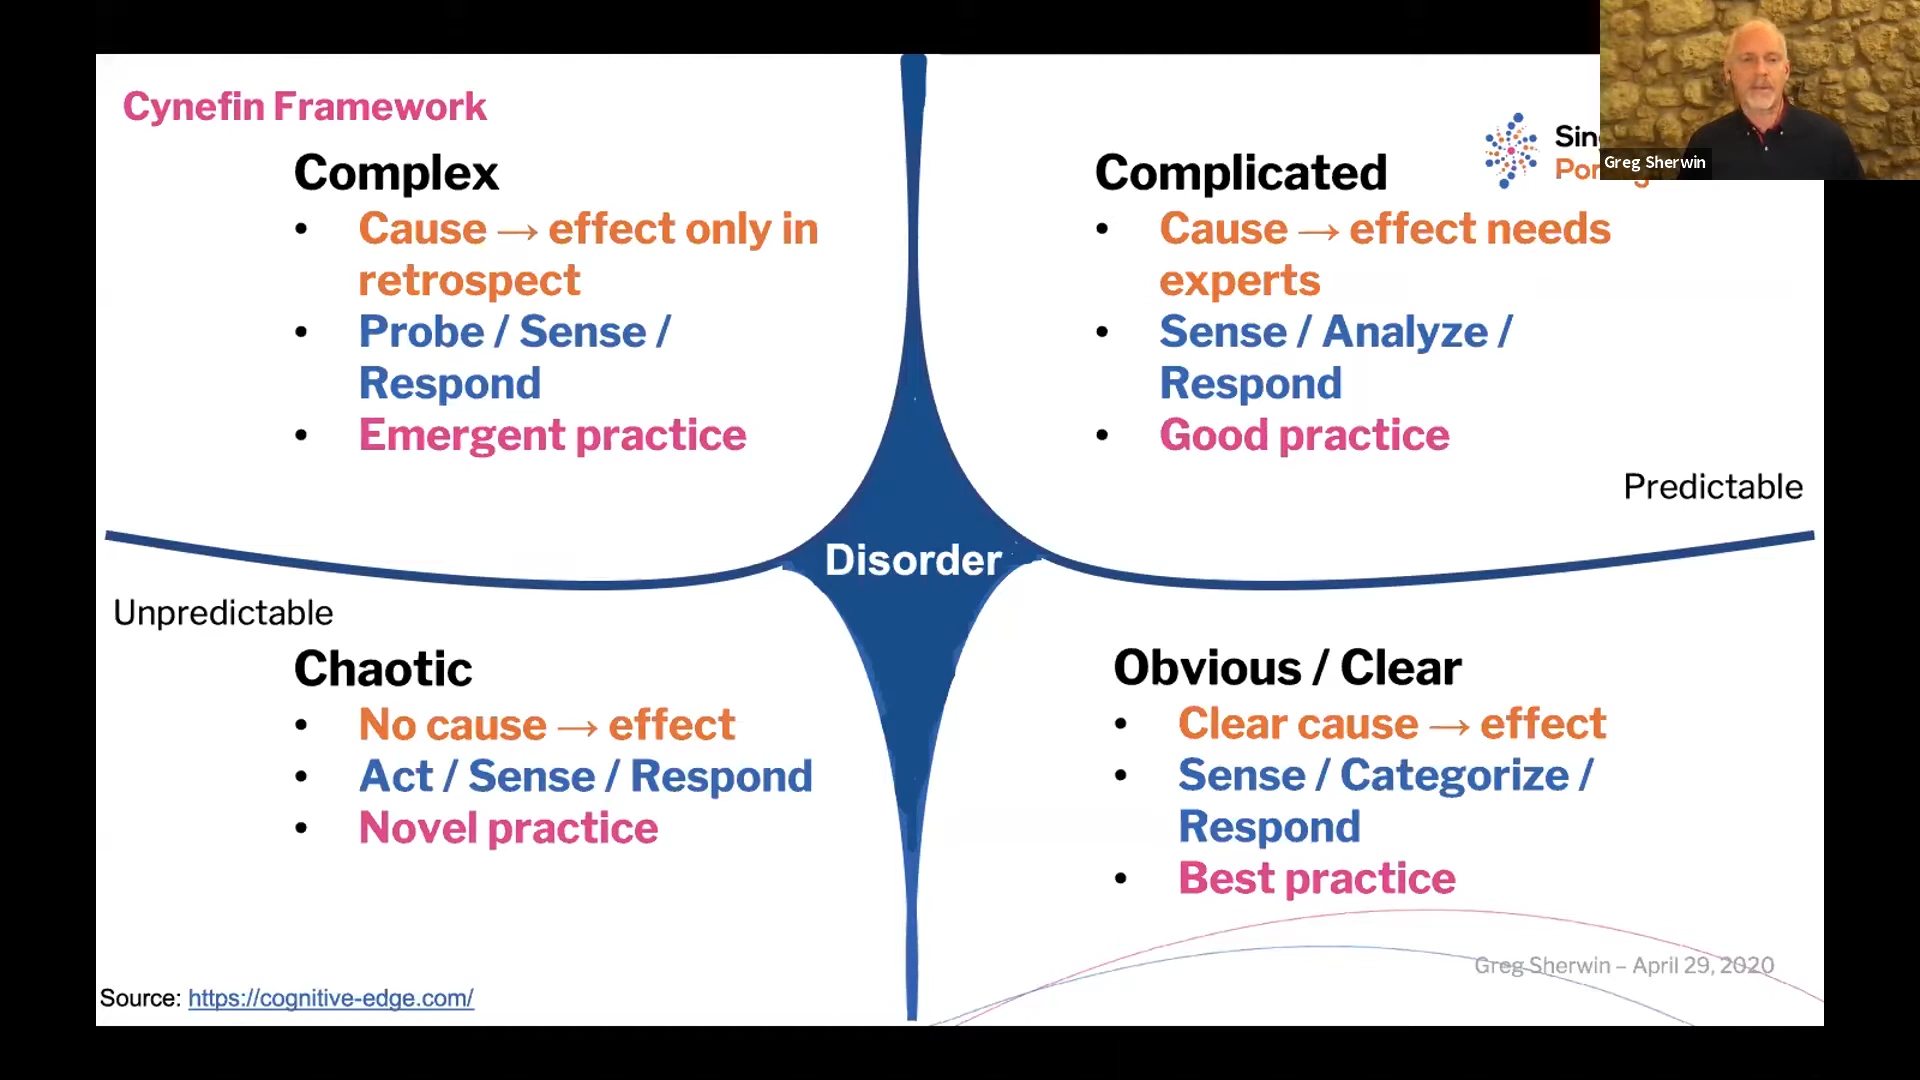 Cynefin Framework
Complex
• Cause → effect only in
retrospect
• Probe / Sense /
Respond
• Emergent practice
Complicated
• Cause → effect needs
experts
• Sense / Analyze /
Respond
• Good practice
Greg Sherwin
Predictable
Disorder
Unpredictable
Chaotic
• No cause → effect
• Act / Sense / Respond
• Novel practice
Obvious / Clear
• Clear cause → effect
• Sense / Categorize /
Respond
• Best practice
Greg Sherwin – April 29, 2020
Source: https://cognitive-edge.com/